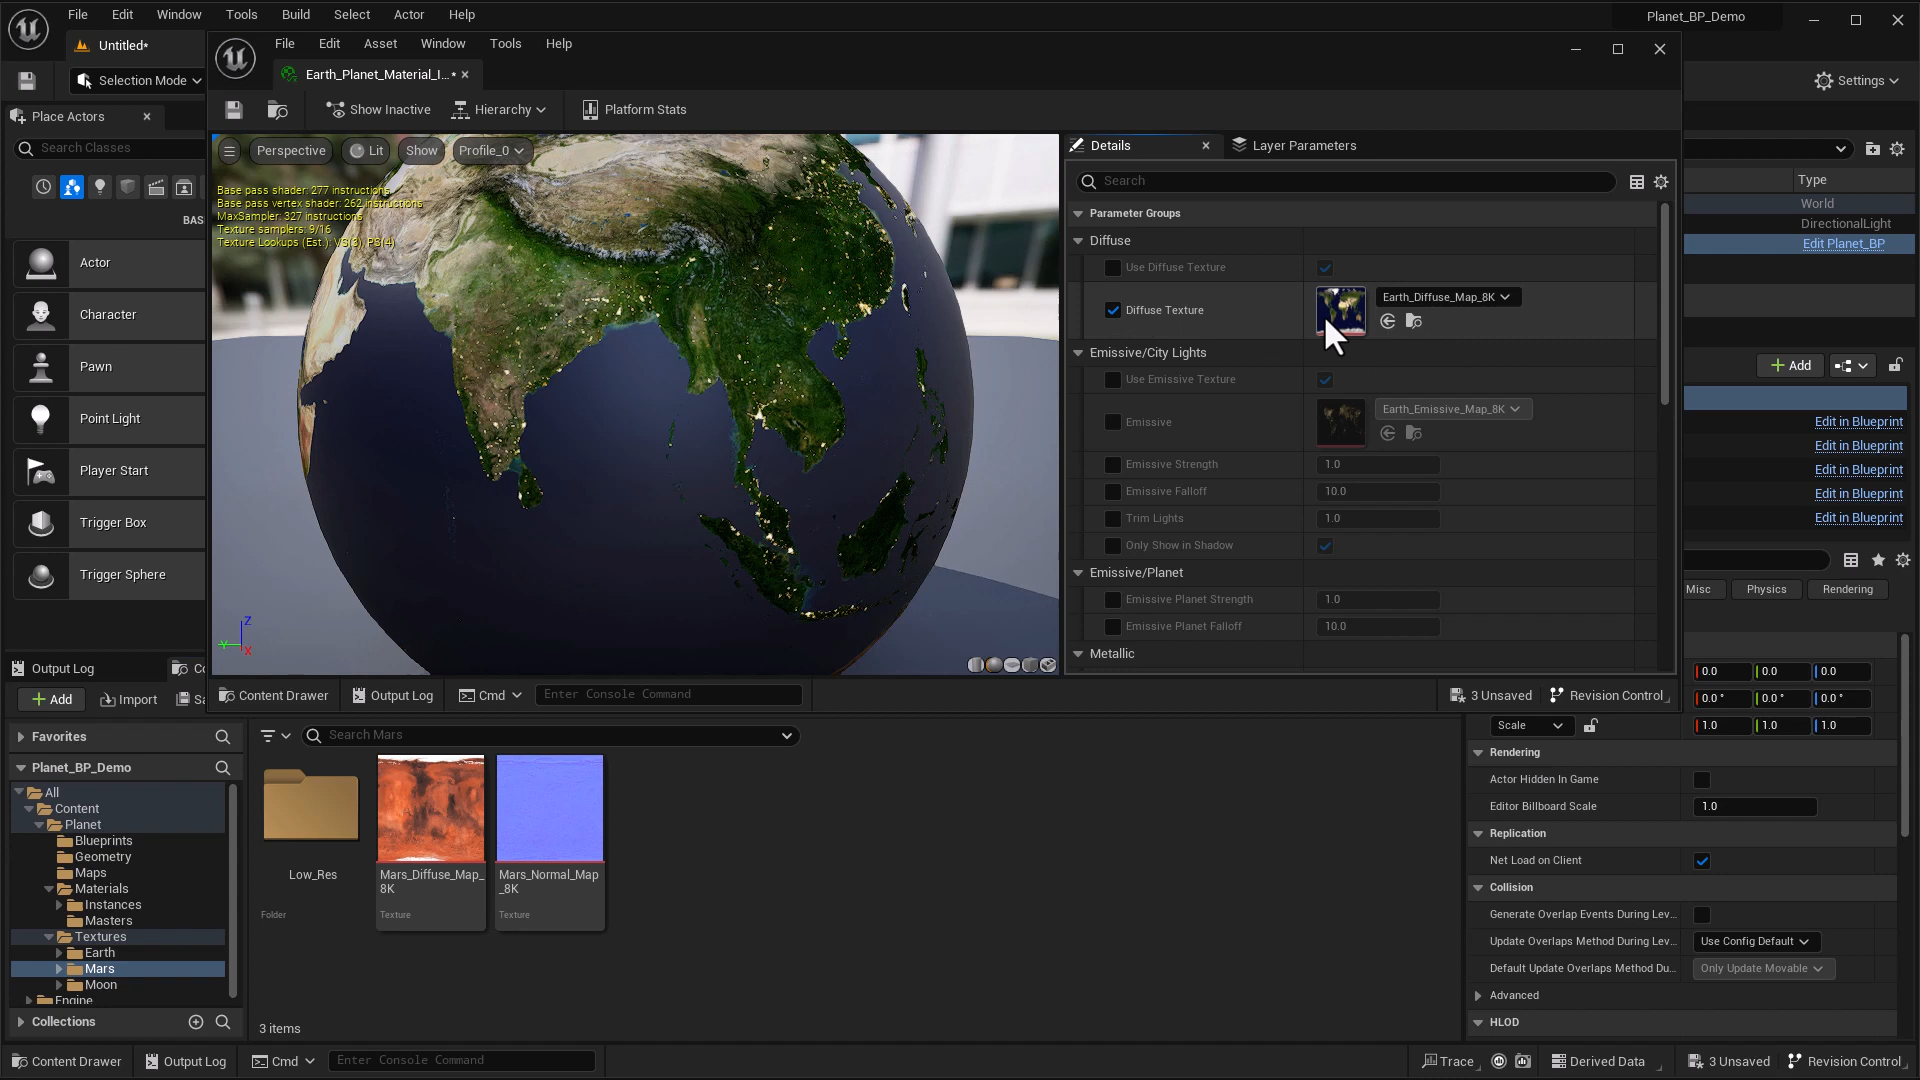 File Edit Window Tools Build Select Actor Help
Planet_BP_Demo
Untitled*
File Edit Asset Window Tools Help
Earth_Planet_Material_I...*
Selection Mode
Settings
Show Inactive Hierarchy Platform Stats
Place Actors
Search Classes
BAS
Actor
Character
Pawn
Point Light
Player Start
Trigger Box
Trigger Sphere
Perspective Lit Show Profile_0
Base pass shader: 277 instructions
Base pass vertex shader: 262 instructions
MaxSampler: 327 instructions
Texture samplers: 9/16
Texture Lookups (Est.): VS(3), PS(4)
Z
Y
X
Details
Layer Parameters
Search
Parameter Groups
Diffuse
Use Diffuse Texture
Diffuse Texture
Earth_Diffuse_Map_8K
Emissive/City Lights
Use Emissive Texture
Emissive
Earth_Emissive_Map_8K
Emissive Strength 1.0
Emissive Falloff 10.0
Trim Lights 1.0
Only Show in Shadow
Emissive/Planet
Emissive Planet Strength 1.0
Emissive Planet Falloff 10.0
Metallic
Type
World
DirectionalLight
Edit Planet_BP
Add
Edit in Blueprint
Edit in Blueprint
Edit in Blueprint
Edit in Blueprint
Edit in Blueprint
Misc Physics Rendering
0.0 0.0 0.0
0.0 ° 0.0 ° 0.0 °
Scale 1.0 1.0 1.0
Rendering
Actor Hidden In Game
Editor Billboard Scale 1.0
Replication
Net Load on Client
Collision
Generate Overlap Events During Lev...
Update Overlaps Method During Lev... Use Config Default
Default Update Overlaps Method Du... Only Update Movable
Advanced
HLOD
Content Drawer Output Log Cmd Enter Console Command
3 Unsaved Revision Control
Output Log Co
Add Import Sa
Favorites
Planet_BP_Demo
All
Content
Planet
Blueprints
Geometry
Maps
Materials
Instances
Masters
Textures
Earth
Mars
Moon
Engine
Collections
Search Mars
Low_Res
Folder
Mars_Diffuse_Map_
8K
Texture
Mars_Normal_Map
_8K
Texture
3 items
Content Drawer Output Log Cmd Enter Console Command
Trace Derived Data 3 Unsaved Revision Control